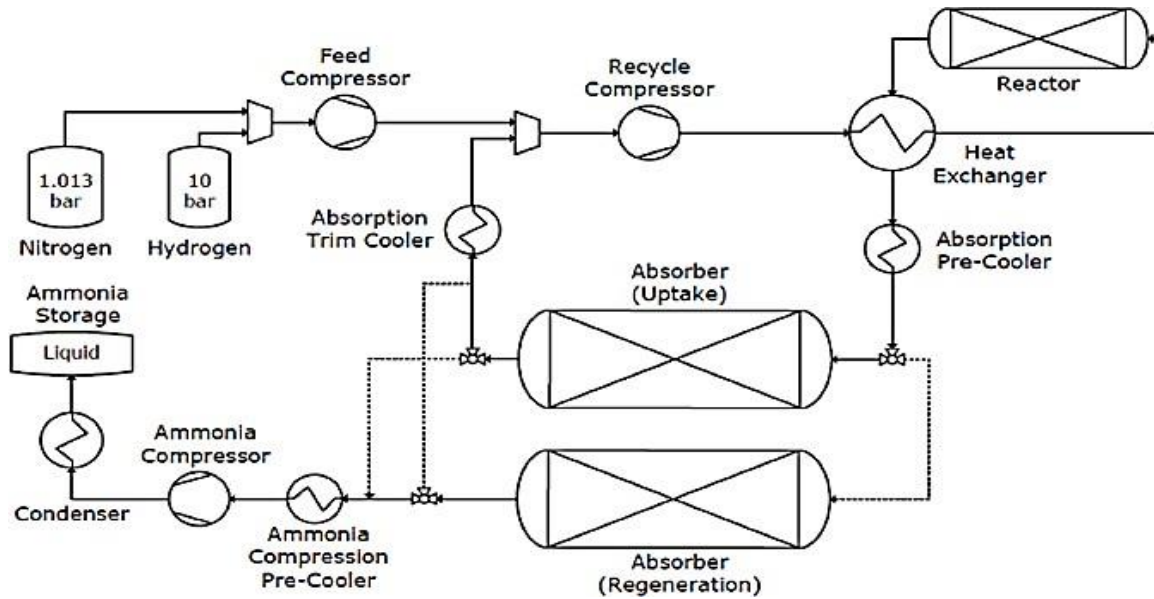 Feed
Compressor
Recycle
Compressor
Reactor
1.013
bar
Nitrogen
10
bar
Hydrogen
Heat
Exchanger
Absorption
Trim Cooler
Absorption
Pre-Cooler
Absorber
(Uptake)
Ammonia
Storage
Liquid
Ammonia
Compressor
Condenser
Ammonia
Compression
Pre-Cooler
Absorber
(Regeneration)